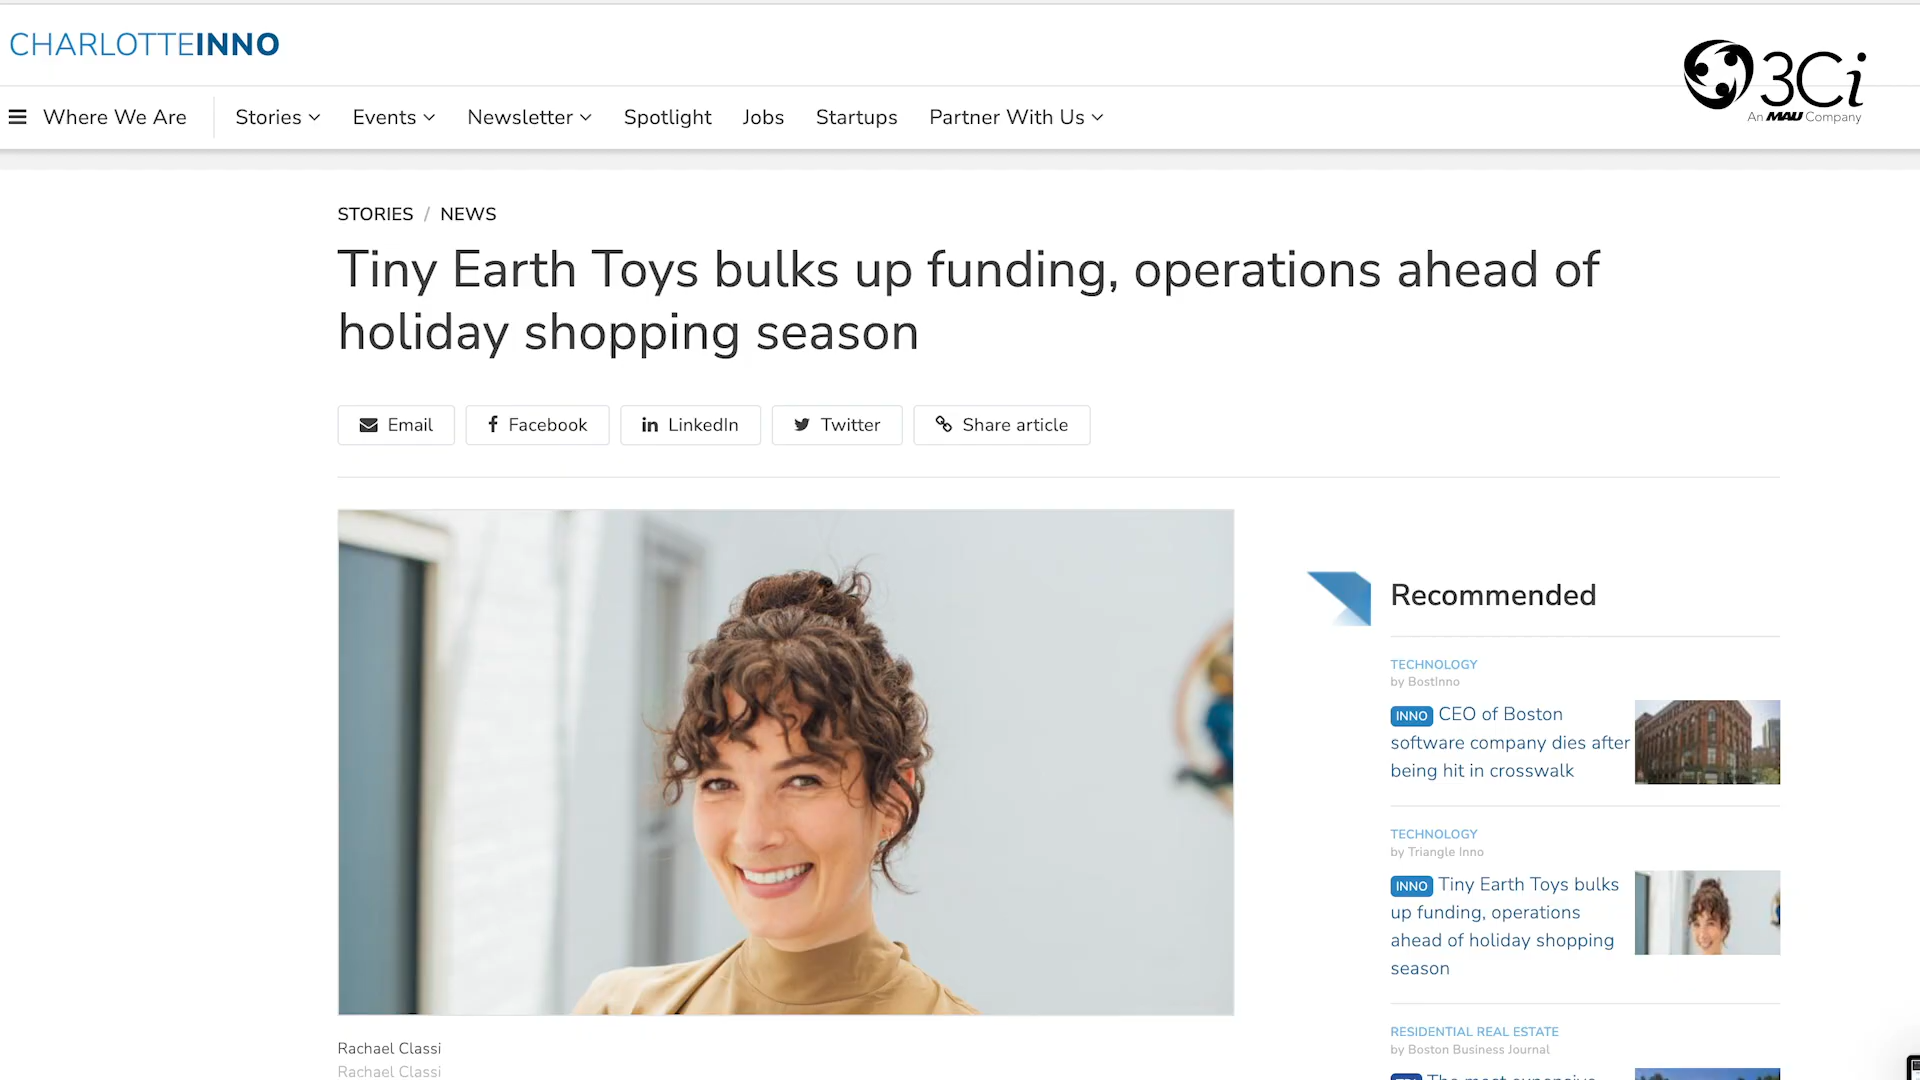 CHARLOTTEINNO
3Ci
An MAU Company
Where We Are
Stories
Events
Newsletter
Spotlight
Jobs
Startups
Partner With Us
STORIES / NEWS
Tiny Earth Toys bulks up funding, operations ahead of
holiday shopping season
Email
Facebook
LinkedIn
Twitter
Share article
Rachael Classi
Rachael Classi
Recommended
TECHNOLOGY
by BostInno
INNO CEO of Boston
software company dies after
being hit in crosswalk
TECHNOLOGY
by Triangle Inno
INNO Tiny Earth Toys bulks
up funding, operations
ahead of holiday shopping
season
RESIDENTIAL REAL ESTATE
by Boston Business Journal
The most expensive